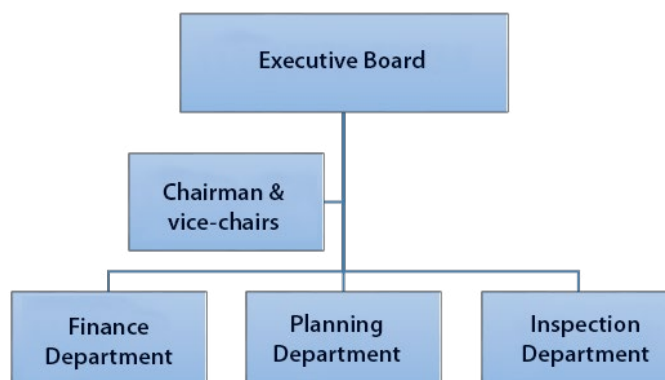 Executive Board
Chairman &
vice-chairs
Finance
Department
Planning
Department
Inspection
Department